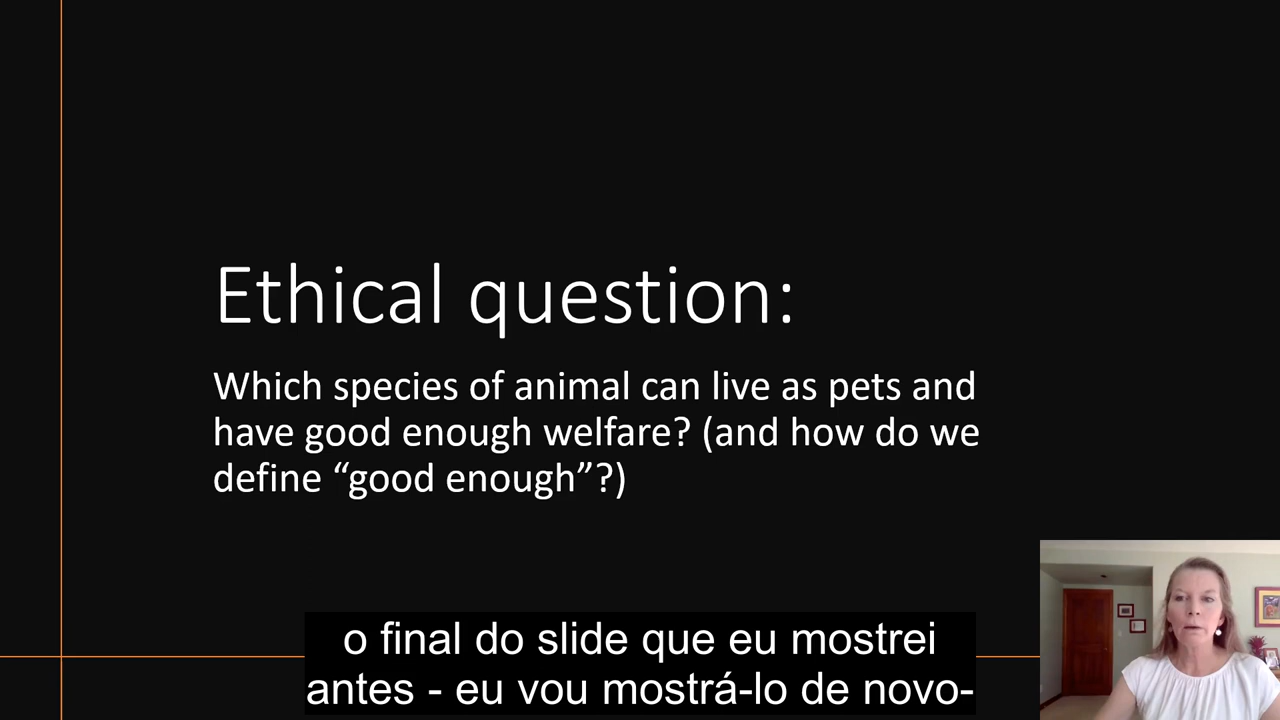 Ethical question:
Which species of animal can live as pets and
have good enough welfare? (and how do we
define “good enough”?)
o final do slide que eu mostrei
antes - eu vou mostrá-lo de novo-